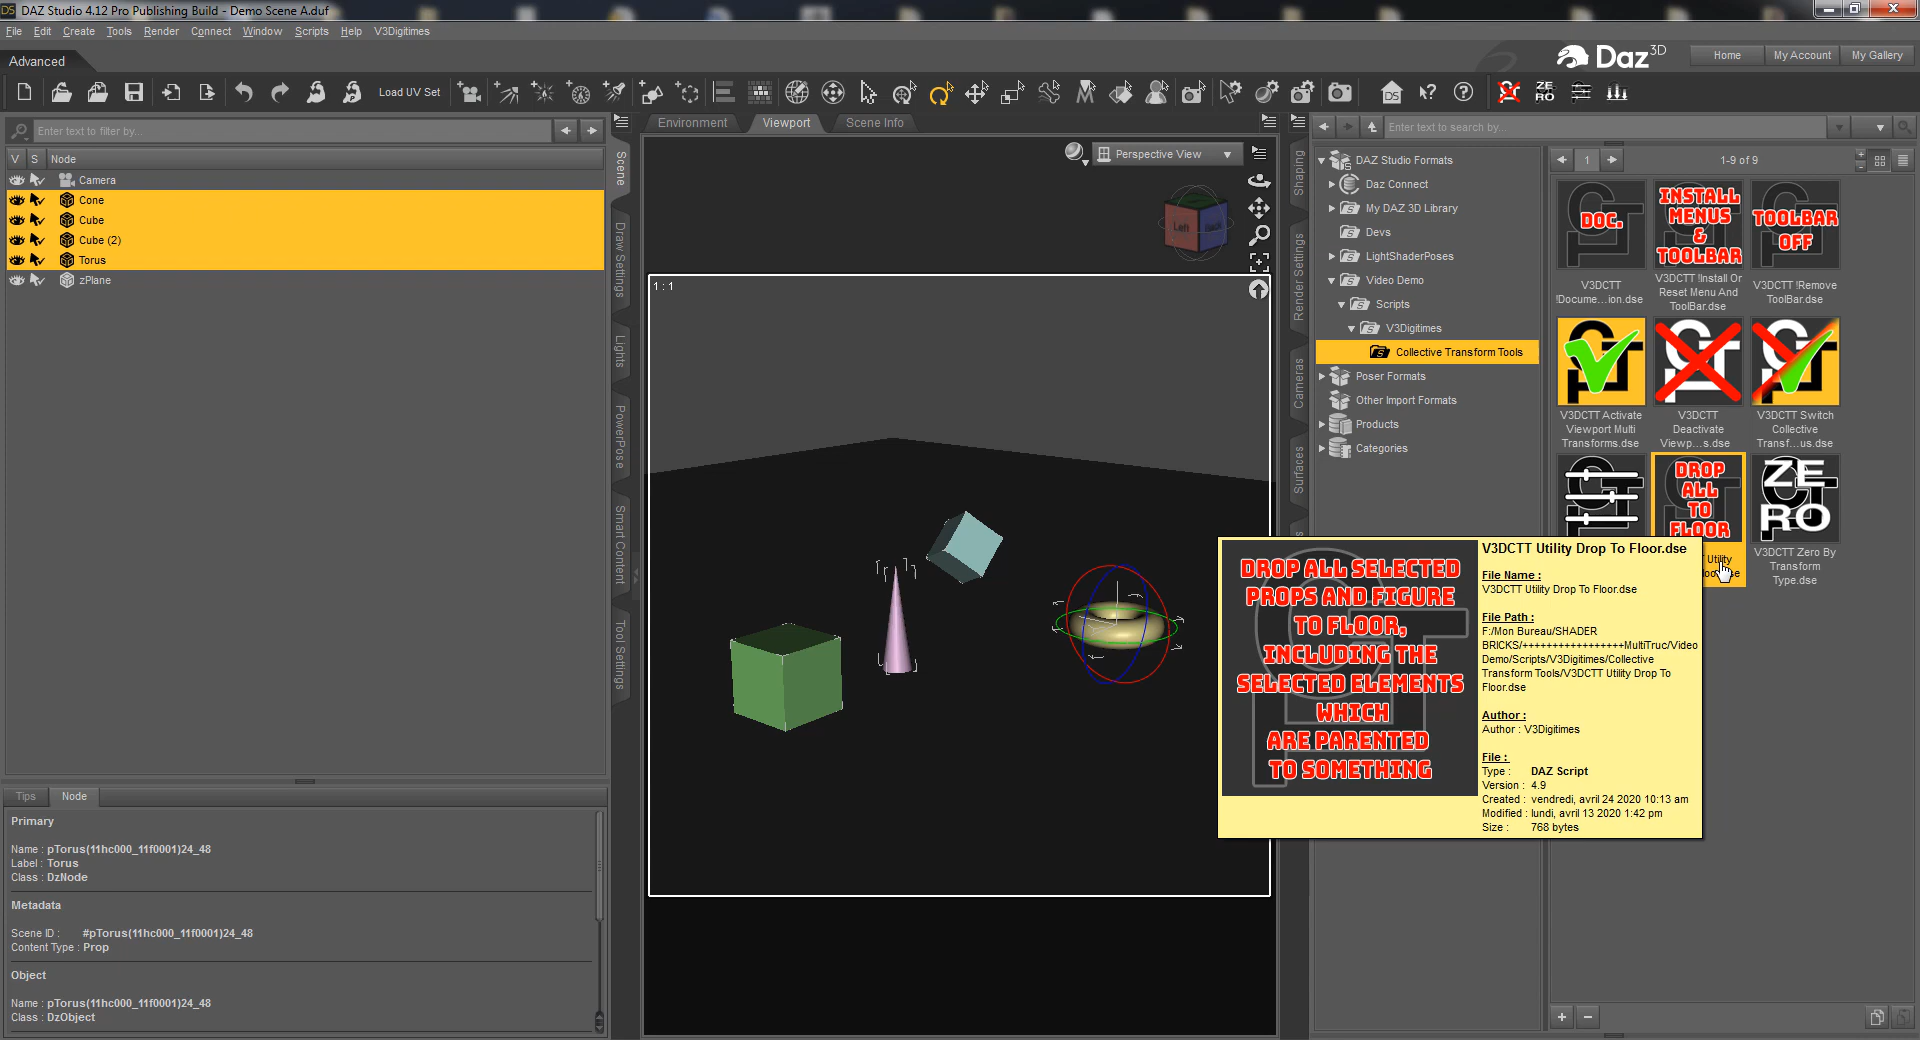 DAZ Studio 4.12 Pro Publishing Build - Demo Scene A.duf
File Edit Create Tools Render Connect Window Scripts Help V3Digitimes
Advanced
Daz 3D
Home My Account My Gallery
Load UV Set
ZE
RO
Enter text to filter by...
V S Node
Camera
Cone
Cube
Cube (2)
Torus
zPlane
Scene
Draw Settings
Lights
PowerPose
Smart Content
Tool Settings
Tips Node
Primary
Name : pTorus(11hc000_11f0001)24_48
Label : Torus
Class : DzNode
Metadata
Scene ID : #pTorus(11hc000_11f0001)24_48
Content Type : Prop
Object
Name : pTorus(11hc000_11f0001)24_48
Class : DzObject
Environment Viewport Scene Info
Perspective View
Left
Back
1 : 1
Shaping
Render Settings
Cameras
Surfaces
Enter text to search by...
DAZ Studio Formats
Daz Connect
My DAZ 3D Library
Devs
LightShaderPoses
Video Demo
Scripts
V3Digitimes
Collective Transform Tools
Poser Formats
Other Import Formats
Products
Categories
1
1-9 of 9
DOC.
V3DCTT
!Docume...ion.dse
INSTALL
MENUS
&
TOOLBAR
V3DCTT !Install Or
Reset Menu And
ToolBar.dse
TOOLBAR
OFF
V3DCTT !Remove
ToolBar.dse
V3DCTT Activate
Viewport Multi
Transforms.dse
V3DCTT
Deactivate
Viewp...s.dse
V3DCTT Switch
Collective
Transf...us.dse
DROP
ALL
TO
FLOOR
Utility
ZE
RO
V3DCTT Zero By
Transform
Type.dse
DROP ALL SELECTED
PROPS AND FIGURE
TO FLOOR,
INCLUDING THE
SELECTED ELEMENTS
WHICH
ARE PARENTED
TO SOMETHING
V3DCTT Utility Drop To Floor.dse
File Name :
V3DCTT Utility Drop To Floor.dse
File Path :
F:/Mon Bureau/SHADER
BRICKS/+++++++++++++++++MultiTruc/Video
Demo/Scripts/V3Digitimes/Collective
Transform Tools/V3DCTT Utility Drop To
Floor.dse
Author :
Author : V3Digitimes
File :
Type : DAZ Script
Version : 4.9
Created : vendredi, avril 24 2020 10:13 am
Modified : lundi, avril 13 2020 1:42 pm
Size : 768 bytes